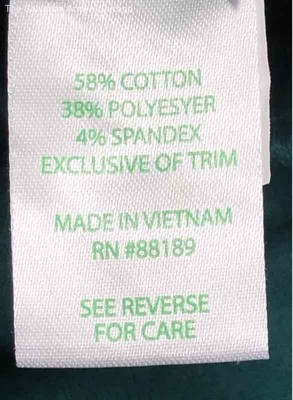 58% COTTON
38% POLYESYER
4% SPANDEX
EXCLUSIVE OF TRIM
MADE IN VIETNAM
RN #88189
SEE REVERSE
FOR CARE